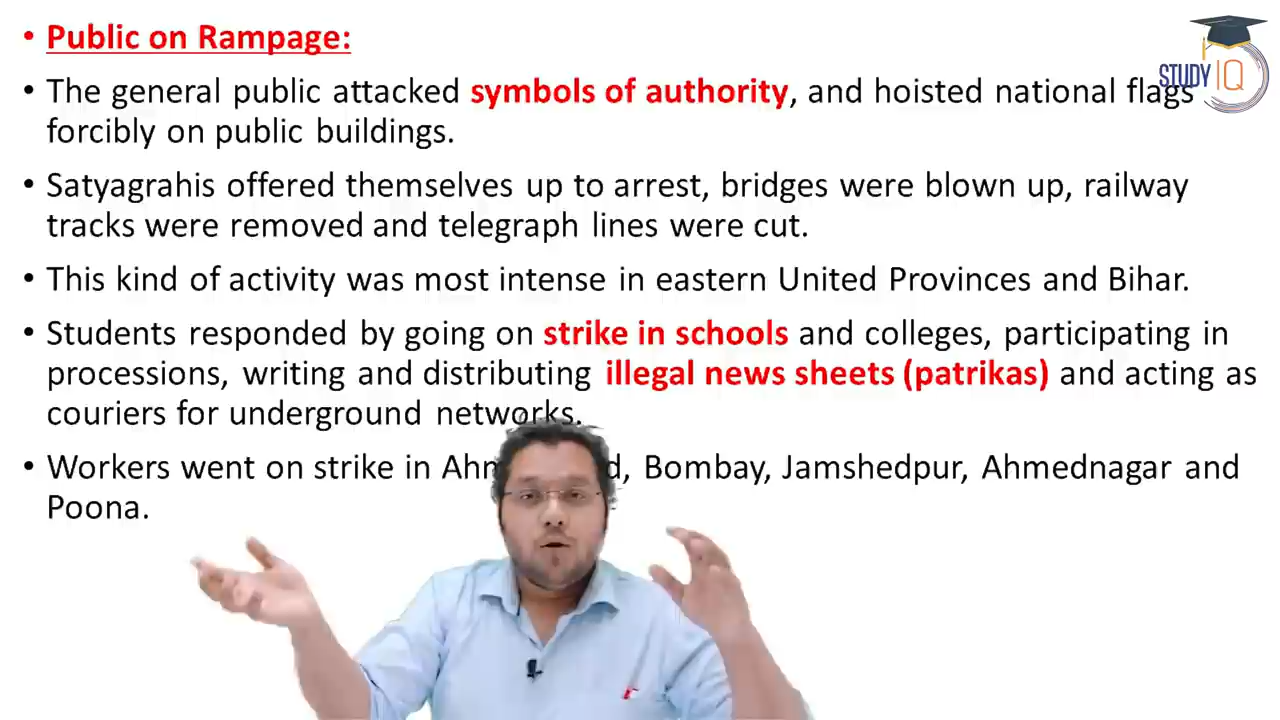 • Public on Rampage:
• The general public attacked symbols of authority, and hoisted national flags
forcibly on public buildings.
• Satyagrahis offered themselves up to arrest, bridges were blown up, railway
tracks were removed and telegraph lines were cut.
• This kind of activity was most intense in eastern United Provinces and Bihar.
• Students responded by going on strike in schools and colleges, participating in
processions, writing and distributing illegal news sheets (patrikas) and acting as
couriers for underground networks.
• Workers went on strike in Bombay, Jamshedpur, Ahmednagar and
Poona.
STUDY IQ